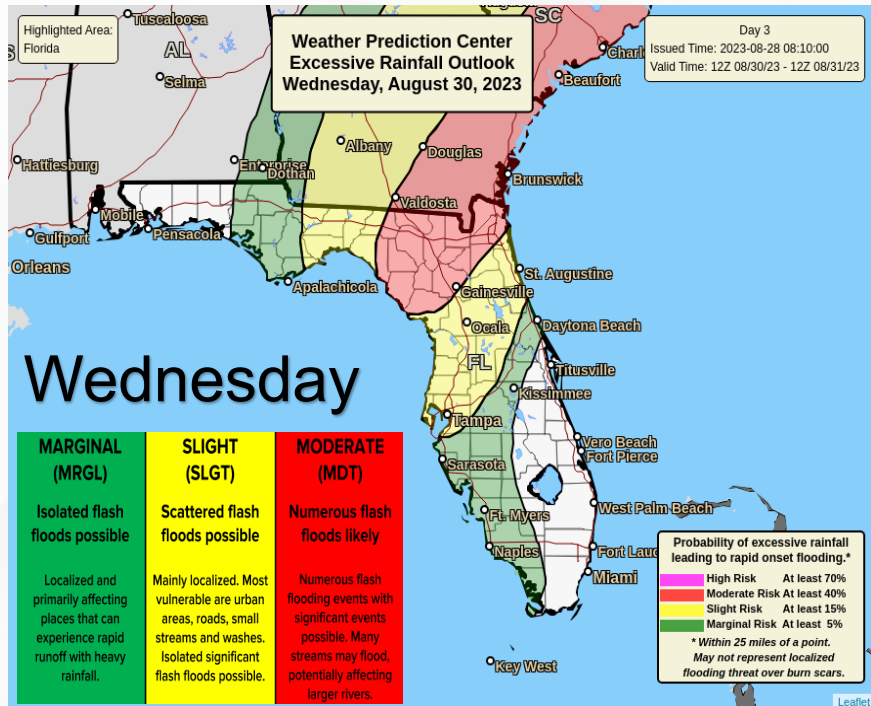 Highlighted Area:
Florida
Weather Prediction Center
Excessive Rainfall Outlook
Wednesday, August 30, 2023
Day 3
Issued Time: 2023-08-28 08:10:00
Valid Time: 12Z 08/30/23 - 12Z 08/31/23
Tuscaloosa
SC
AL
Selma
Beaufort
Albany
Douglas
Hattiesburg
Enterprise
Dothan
Brunswick
Valdosta
Mobile
Gulfport
Pensacola
Orleans
St. Augustine
Apalachicola
Gainesville
Ocala
Daytona Beach
FL
Titusville
Kissimmee
Wednesday
Tampa
Vero Beach
Fort Pierce
Sarasota
West Palm Beach
Ft. Myers
Naples
Fort Laud
Miami
Key West
MARGINAL
(MRGL)
Isolated flash
floods possible
Localized and
primarily affecting
places that can
experience rapid
runoff with heavy
rainfall.
SLIGHT
(SLGT)
Scattered flash
floods possible
Mainly localized. Most
vulnerable are urban
areas, roads, small
streams and washes.
Isolated significant
flash floods possible.
MODERATE
(MDT)
Numerous flash
floods likely
Numerous flash
flooding events with
significant events
possible. Many
streams may flood,
potentially affecting
larger rivers.
Probability of excessive rainfall
leading to rapid onset flooding.*
High Risk At least 70%
Moderate Risk At least 40%
Slight Risk At least 15%
Marginal Risk At least 5%
* Within 25 miles of a point.
May not represent localized
flooding threat over burn scars.
Leaflet